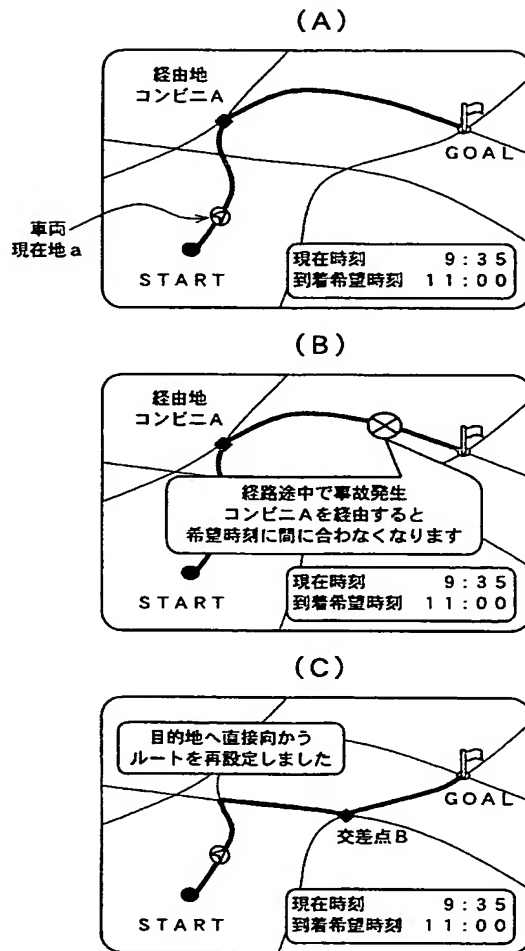 (A)
経由地
コンビニA
GOAL
車両
現在地a
START
現在時刻 9:35
到着希望時刻 11:00
(B)
経由地
コンビニA
経路途中で事故発生
コンビニAを経由すると
希望時刻に間に合わなくなります
START
現在時刻 9:35
到着希望時刻 11:00
(C)
目的地へ直接向かう
ルートを再設定しました
GOAL
交差点B
START
現在時刻 9:35
到着希望時刻 11:00